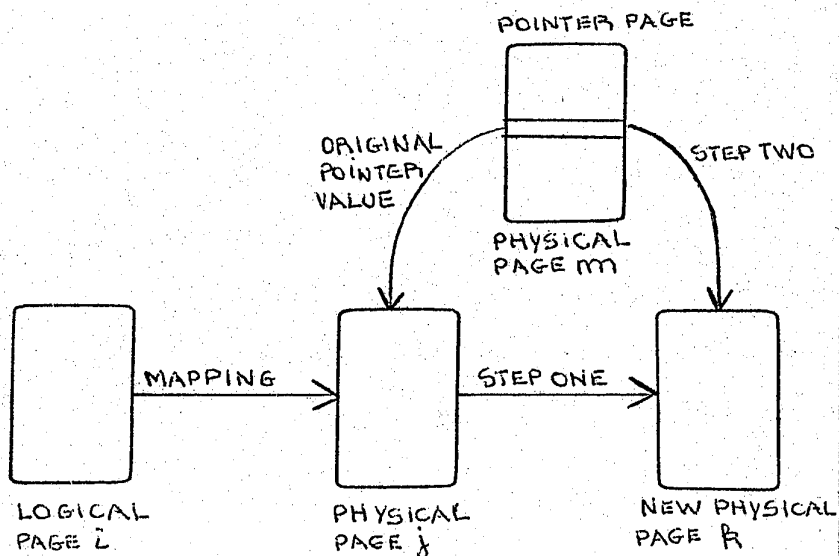 POINTER PAGE
ORIGINAL
POINTER
VALUE
STEP TWO
PHYSICAL
PAGE m
MAPPING
STEP ONE
LOGICAL
PAGE i
PHYSICAL
PAGE j
NEW PHYSICAL
PAGE k